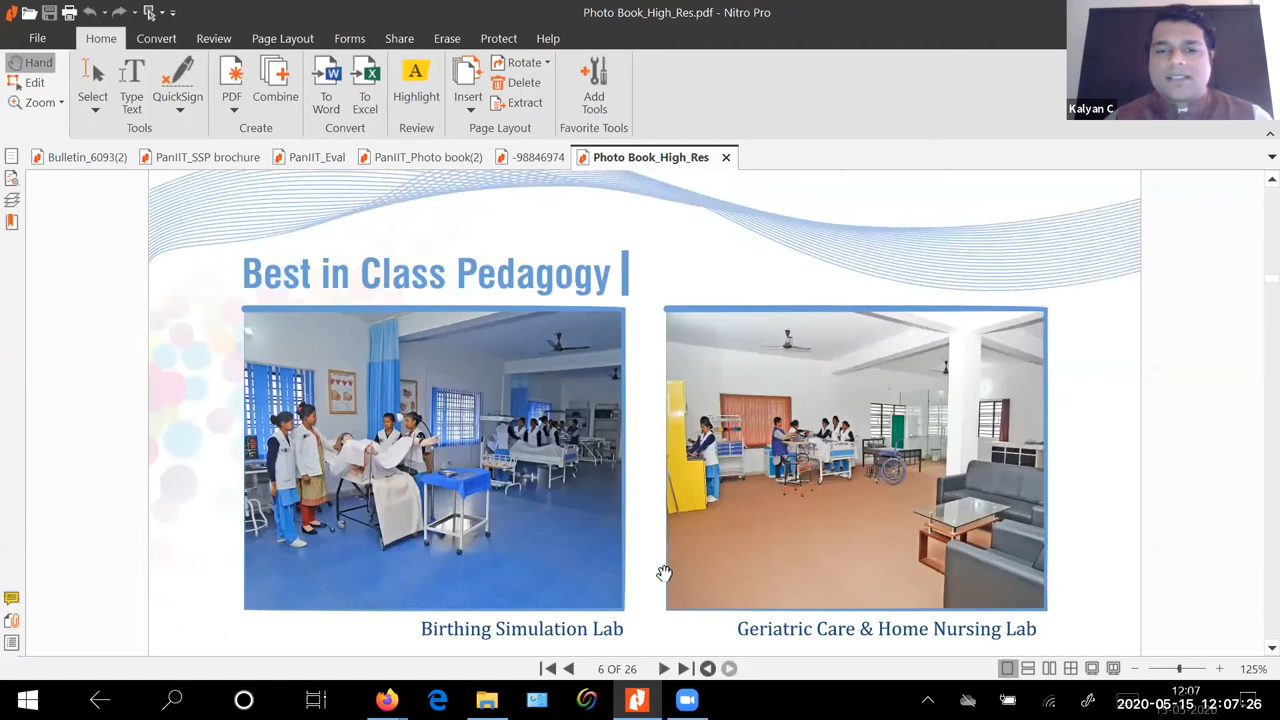 Photo Book_High_Res.pdf - Nitro Pro
File Home Convert Review Page Layout Forms Share Erase Protect Help
Hand
Edit
Zoom
Select
Type
Text
QuickSign
Tools
PDF
Combine
Create
To
Word
To
Excel
Convert
Highlight
Review
Insert
Rotate
Delete
Extract
Page Layout
Add
Tools
Favorite Tools
Kalyan C
Bulletin_6093(2) PanIIT_SSP brochure PanIIT_Eval PanIIT_Photo book(2) -98846974 Photo Book_High_Res
Best in Class Pedagogy
Birthing Simulation Lab Geriatric Care & Home Nursing Lab
6 OF 26
125%
12:07
2020-05-15 12:07:26